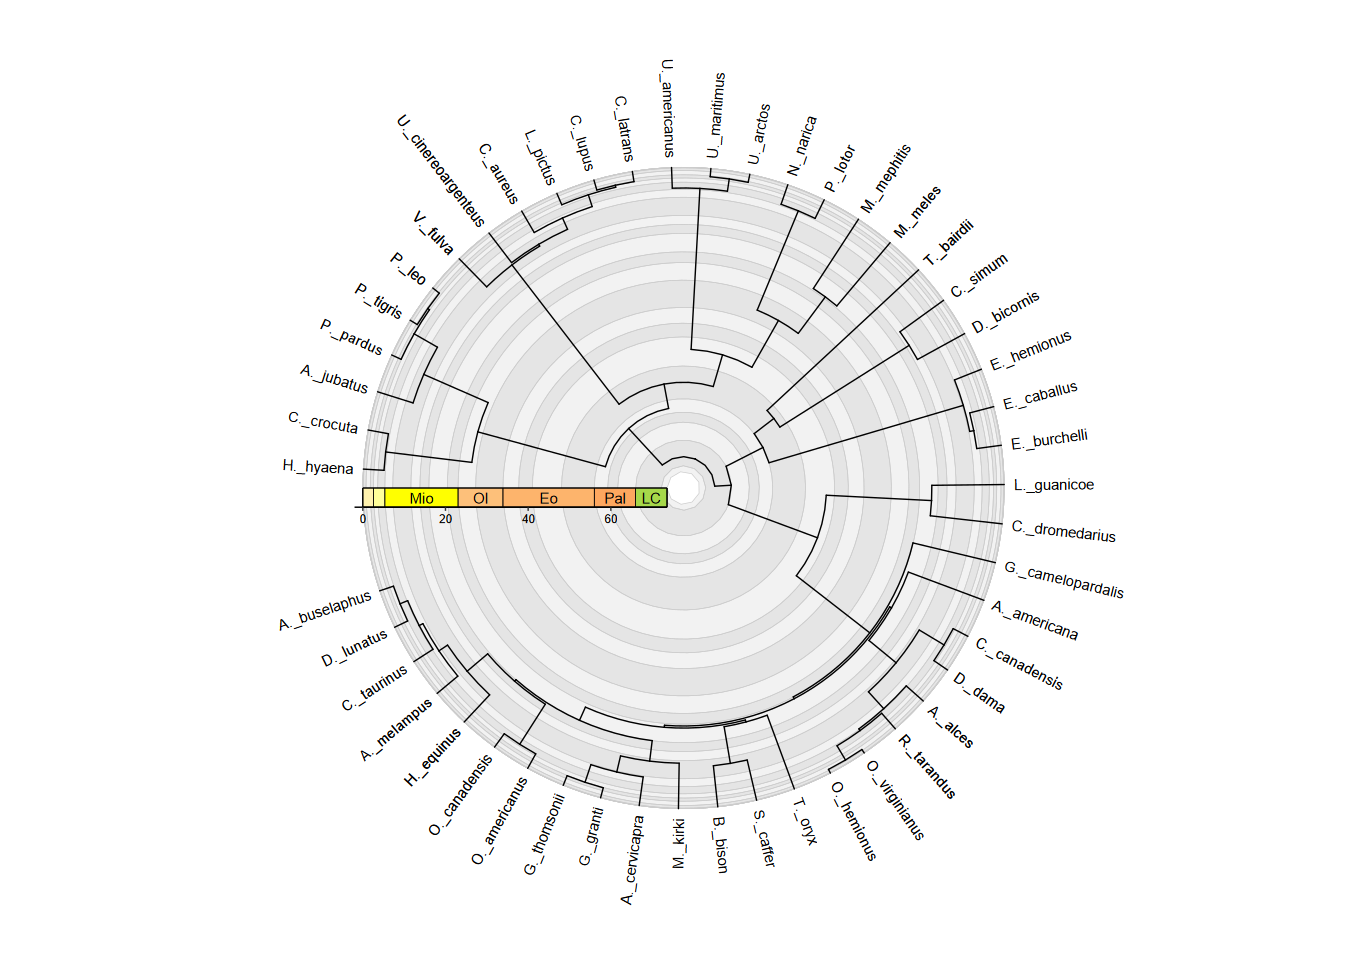 U._americanus
U._maritimus
U._arctos
N._narica
P._lotor
M._mephitis
M._meles
T._bairdii
C._simum
D._bicornis
E._hemionus
E._caballus
E._burchelli
L._guanicoe
C._dromedarius
G._camelopardalis
A._americana
C._canadensis
D._dama
A._alces
R._tarandus
O._virginianus
O._hemionus
T._oryx
S._caffer
B._bison
M._kirki
A._cervicapra
G._granti
G._thomsonii
O._americanus
O._canadensis
H._equinus
A._melampus
C._taurinus
D._lunatus
A._buselaphus
H._hyaena
C._crocuta
A._jubatus
P._pardus
P._tigris
P._leo
V._fulva
U._cinereoargenteus
C._aureus
L._pictus
C._lupus
C._latrans
Mio Ol Eo Pal LC
0 20 40 60